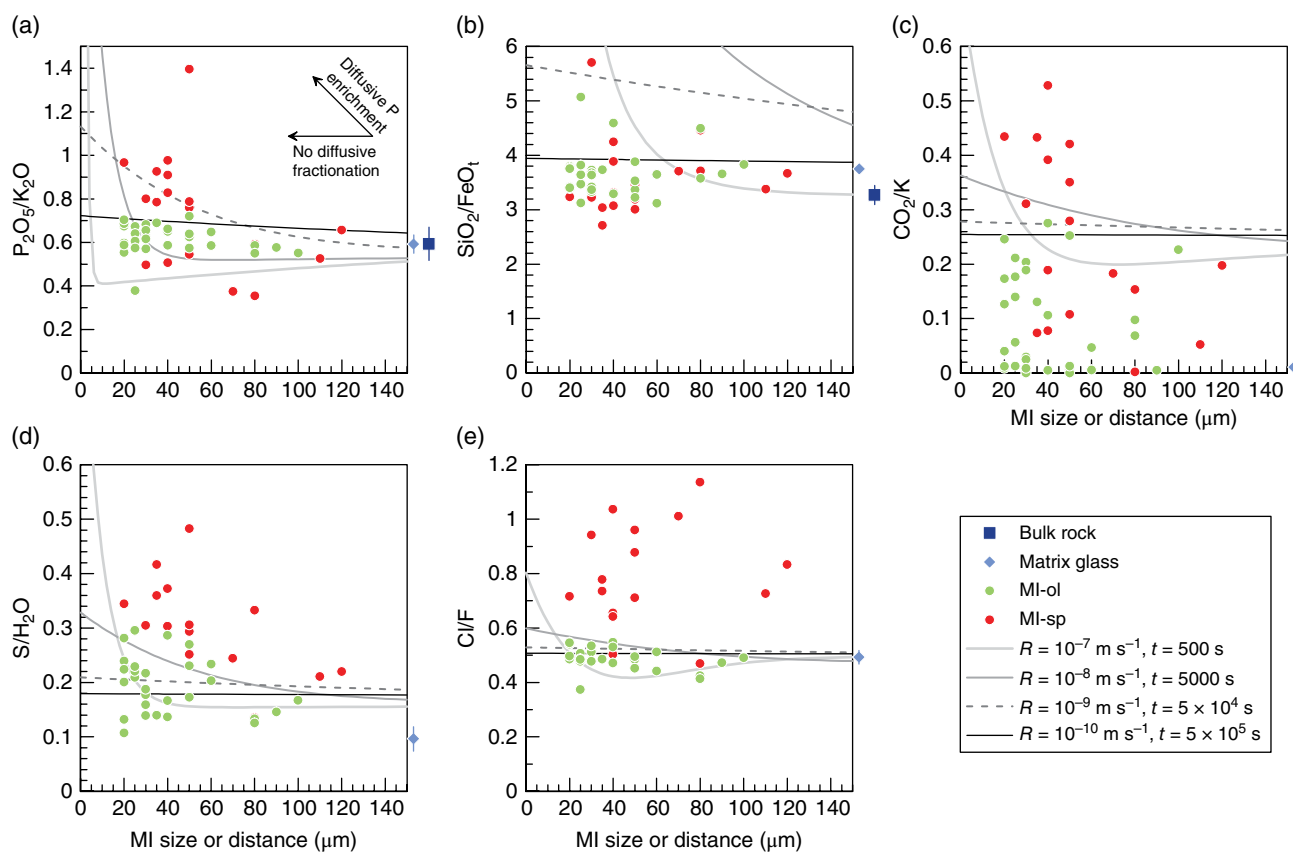 (a)
P₂O₅/K₂O
1.4
1.2
1
0.8
0.6
0.4
0.2
0
Diffusive P
enrichment
No diffusive
fractionation
0 20 40 60 80 100 120 140
(b)
SiO₂/FeOₜ
6
5
4
3
2
1
0
0 20 40 60 80 100 120 140
(c)
CO₂/K
0.6
0.5
0.4
0.3
0.2
0.1
0
0 20 40 60 80 100 120 140
MI size or distance (μm)
(d)
S/H₂O
0.6
0.5
0.4
0.3
0.2
0.1
0
0 20 40 60 80 100 120 140
MI size or distance (μm)
(e)
Cl/F
1.2
1
0.8
0.6
0.4
0.2
0
0 20 40 60 80 100 120 140
MI size or distance (μm)
Bulk rock
Matrix glass
MI-ol
MI-sp
R = 10⁻⁷ m s⁻¹, t = 500 s
R = 10⁻⁸ m s⁻¹, t = 5000 s
R = 10⁻⁹ m s⁻¹, t = 5 × 10⁴ s
R = 10⁻¹⁰ m s⁻¹, t = 5 × 10⁵ s